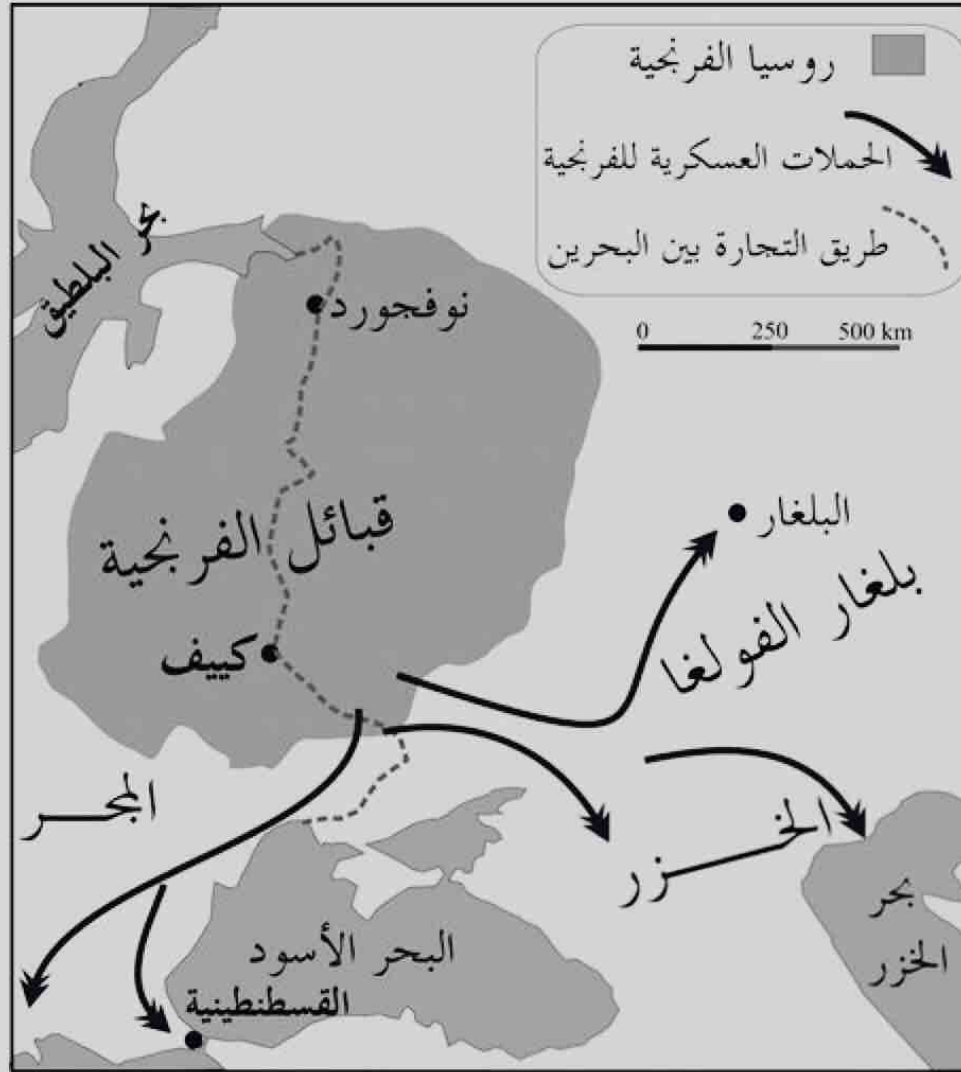 روسيا الفرنجية
الحملات العسكرية للفرنجية
طريق التجارة بين البحرين
0 250 500 km
بحر البلطيق
نوفجورد
البلغار
قبائل الفرنجية
بلغار الفولغا
كييف
المجر
الخزر
بحر
الخزر
البحر الأسود
القسطنطينية